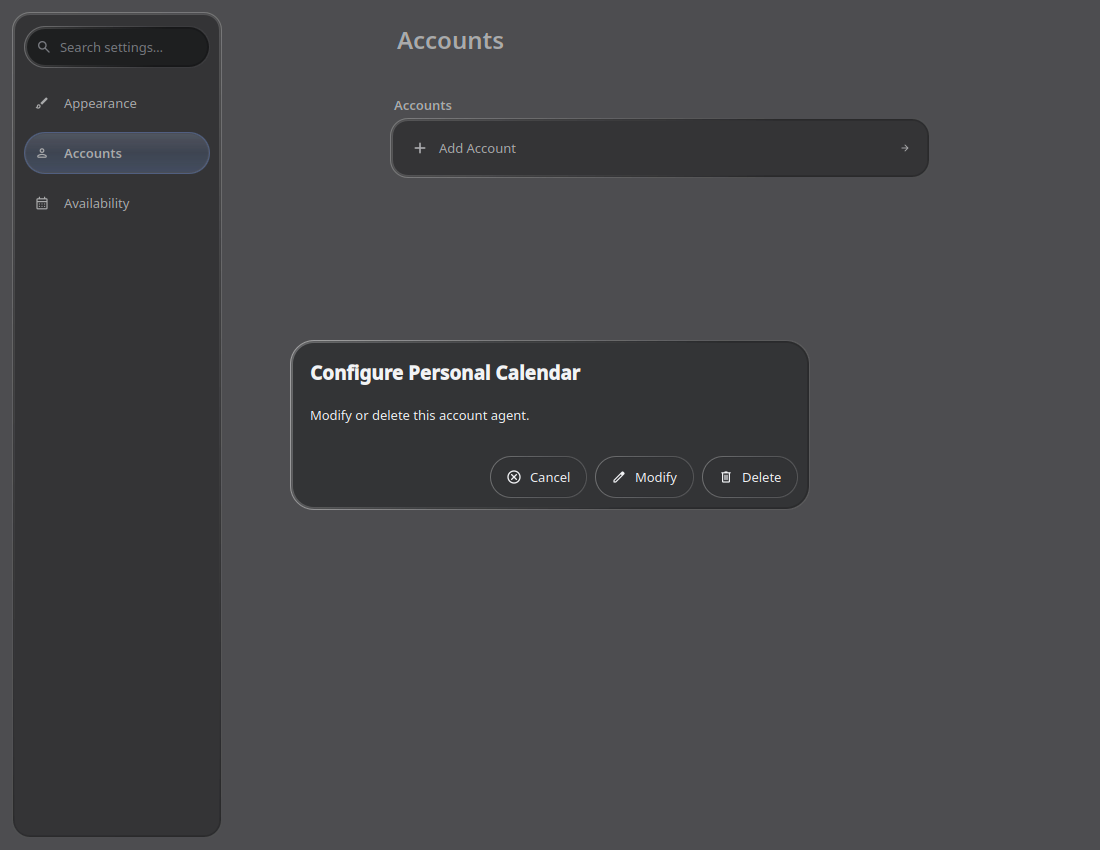 Search settings...
Appearance
Accounts
Availability
Accounts
Accounts
Add Account
Configure Personal Calendar
Modify or delete this account agent.
Cancel
Modify
Delete